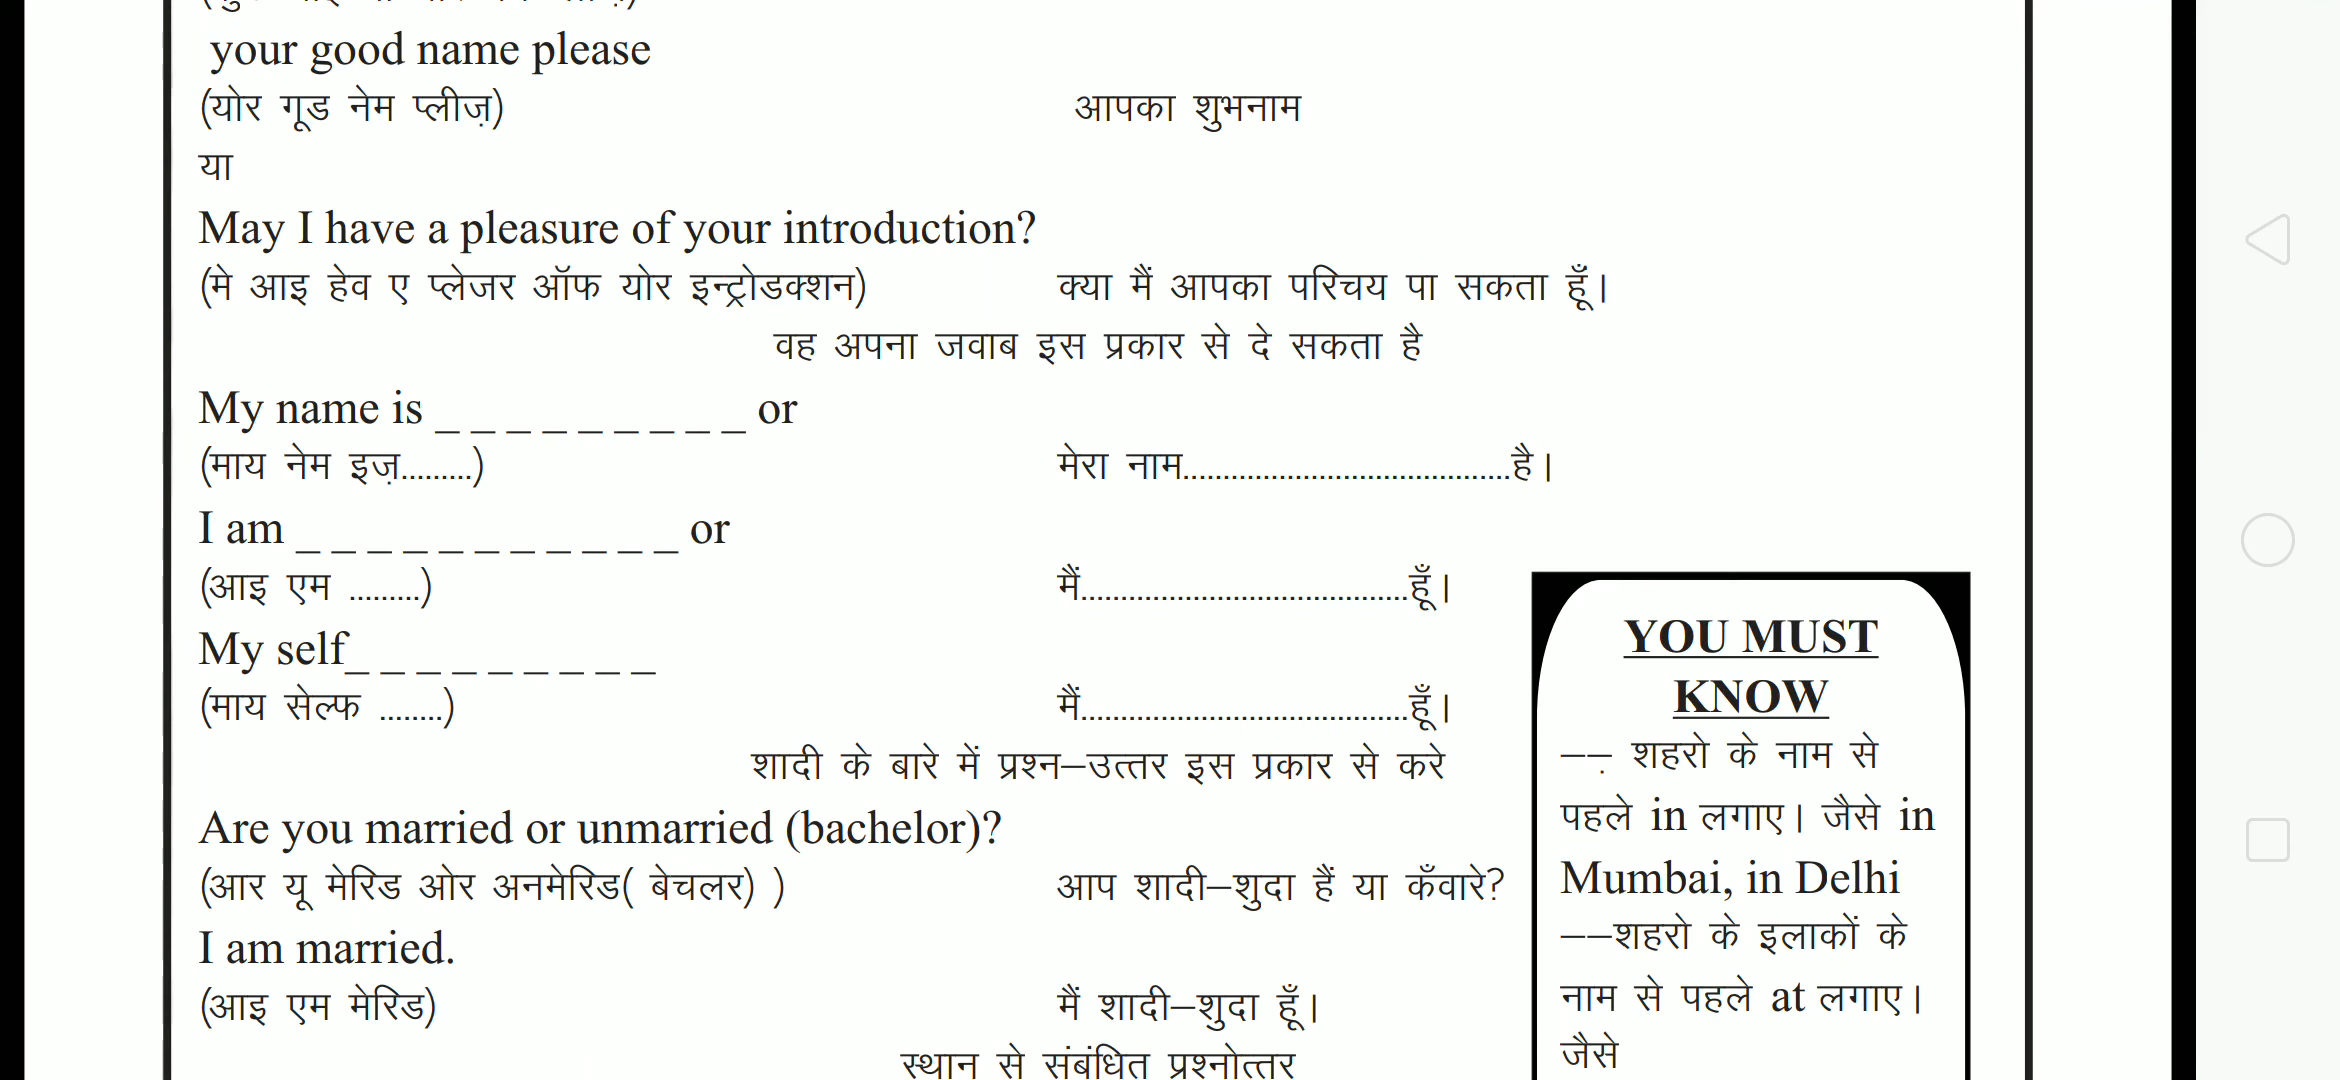 your good name please
(योर गूड नेम प्लीज़) आपका शुभनाम
या
May I have a pleasure of your introduction?
(मे आइ हेव ए प्लेजर ऑफ योर इन्ट्रोडक्शन) क्या मैं आपका परिचय पा सकता हूँ।
वह अपना जवाब इस प्रकार से दे सकता है
My name is _ _ _ _ _ _ _ _ _ or
(माय नेम इज़.........) मेरा नाम.........................................है।
I am _ _ _ _ _ _ _ _ _ _ _ or
(आइ एम .........) मैं.........................................हूँ।
My self_ _ _ _ _ _ _ _ _
(माय सेल्फ ........) मैं.........................................हूँ।
शादी के बारे में प्रश्न–उत्तर इस प्रकार से करे
Are you married or unmarried (bachelor)?
(आर यू मेरिड ओर अनमेरिड( बेचलर) ) आप शादी–शुदा हैं या कँवारे?
I am married.
(आइ एम मेरिड) मैं शादी–शुदा हूँ।
स्थान से संबंधित प्रश्नोत्तर
YOU MUST
KNOW
––़ शहरो के नाम से
पहले in लगाए। जैसे in
Mumbai, in Delhi
––शहरो के इलाकों के
नाम से पहले at लगाए।
जैसे